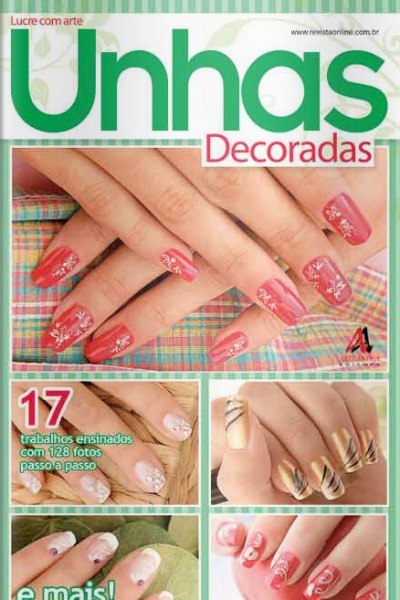 Lucre com arte
www.revistaonline.com.br
Unhas
Decoradas
17
trabalhos ensinados
com 128 fotos
passo a passo
e mais!